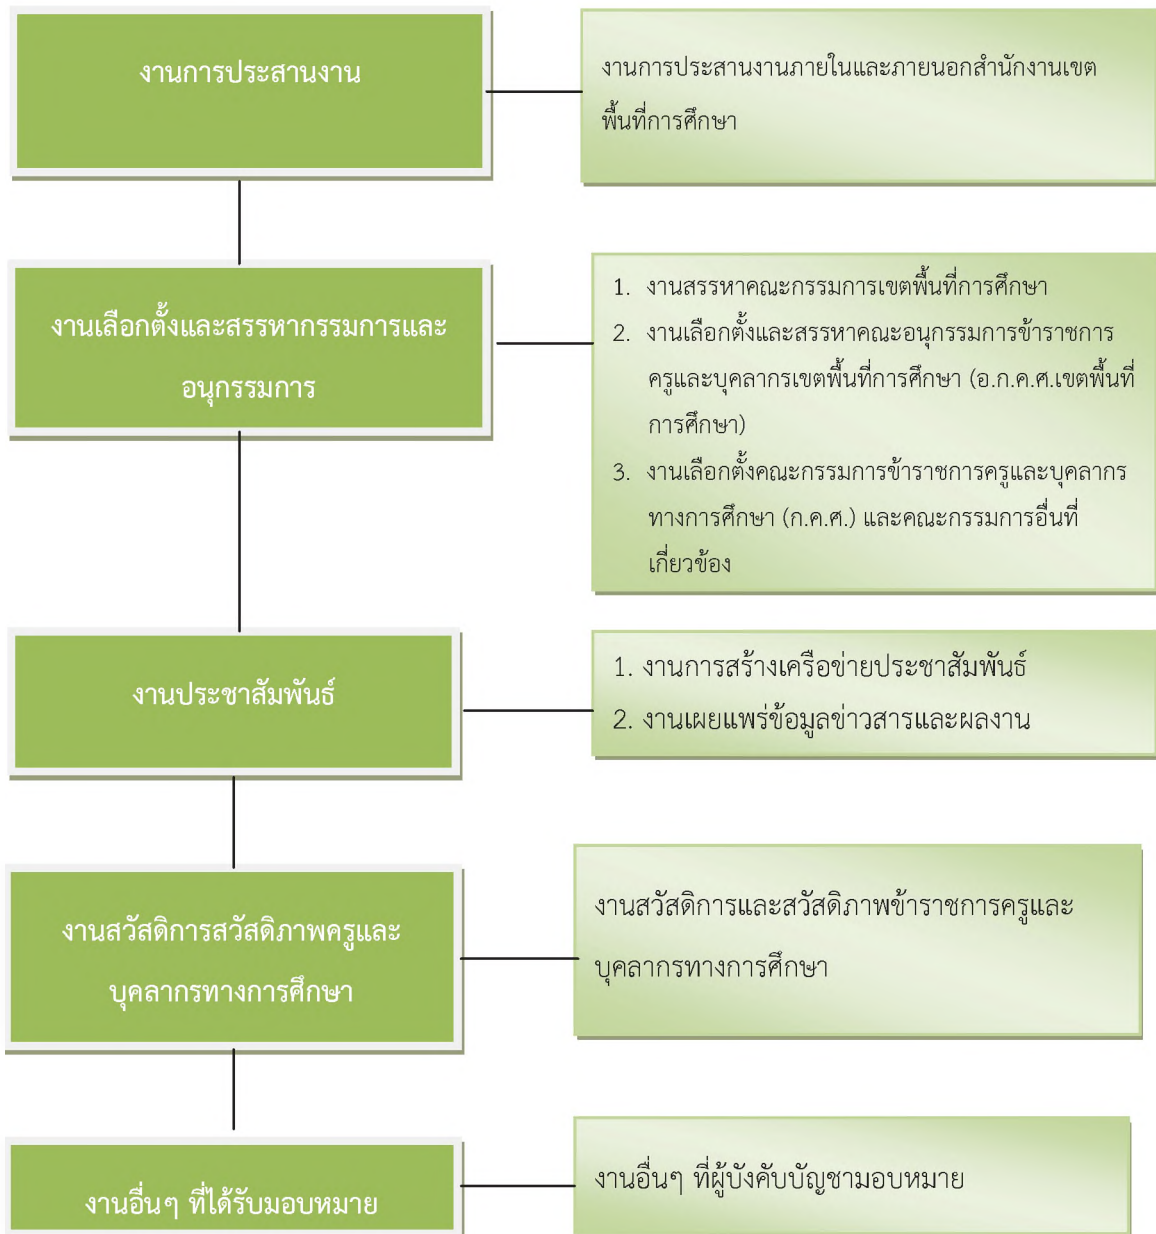 งานการประสานงาน
งานการประสานงานภายในและภายนอกสำนักงานเขต
พื้นที่การศึกษา
งานเลือกตั้งและสรรหากรรมการและ
อนุกรรมการ
1. งานสรรหาคณะกรรมการเขตพื้นที่การศึกษา
2. งานเลือกตั้งและสรรหาคณะอนุกรรมการข้าราชการ
ครูและบุคลากรเขตพื้นที่การศึกษา (อ.ก.ค.ศ.เขตพื้นที่
การศึกษา)
3. งานเลือกตั้งคณะกรรมการข้าราชการครูและบุคลากร
ทางการศึกษา (ก.ค.ศ.) และคณะกรรมการอื่นที่
เกี่ยวข้อง
งานประชาสัมพันธ์
1. งานการสร้างเครือข่ายประชาสัมพันธ์
2. งานเผยแพร่ข้อมูลข่าวสารและผลงาน
งานสวัสดิการสวัสดิภาพครูและ
บุคลากรทางการศึกษา
งานสวัสดิการและสวัสดิภาพข้าราชการครูและ
บุคลากรทางการศึกษา
งานอื่นๆ ที่ได้รับมอบหมาย
งานอื่นๆ ที่ผู้บังคับบัญชามอบหมาย